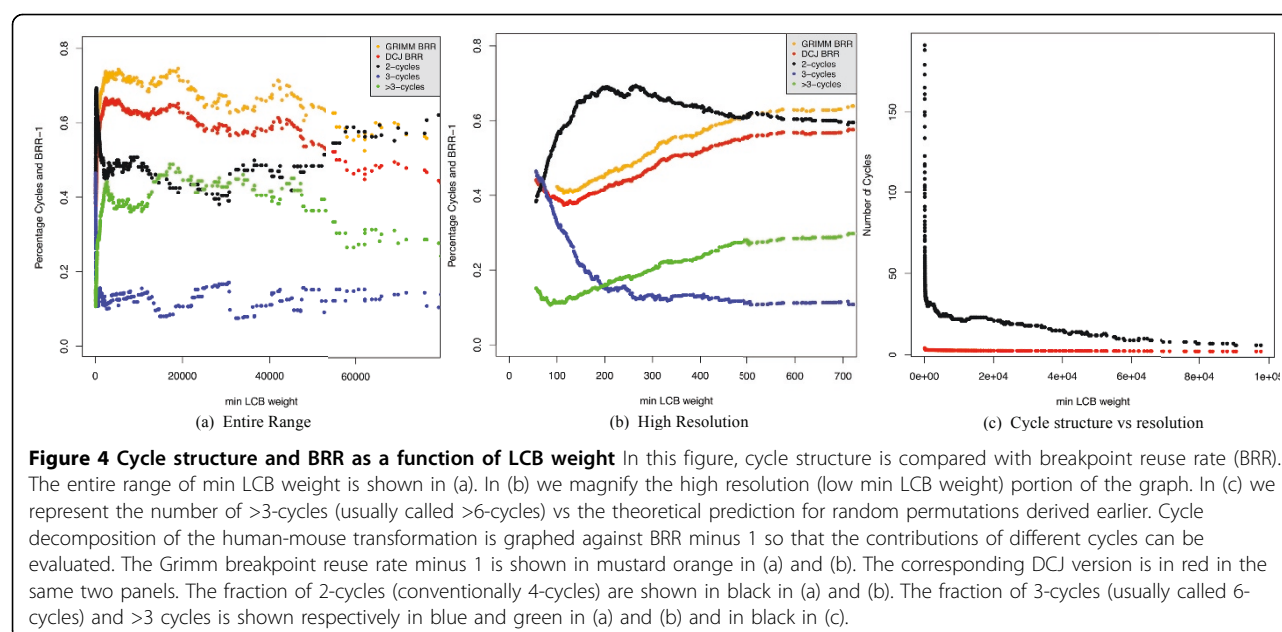 GRIMM BRR
DCJ BRR
2-cycles
3-cycles
>3-cycles
Percentage Cycles and BRR-1
0.0
0.2
0.4
0.6
0.8
0
20000
40000
60000
min LCB weight
(a) Entire Range
GRIMM BRR
DCJ BRR
2-cycles
3-cycles
>3-cycles
Percentage Cycles and BRR-1
0.0
0.2
0.4
0.6
0.8
0
100
200
300
400
500
600
700
min LCB weight
(b) High Resolution
Number of Cycles
0
50
100
150
0e+00
2e+04
4e+04
6e+04
8e+04
1e+05
min LCB weight
(c) Cycle structure vs resolution
Figure 4 Cycle structure and BRR as a function of LCB weight In this figure, cycle structure is compared with breakpoint reuse rate (BRR).
The entire range of min LCB weight is shown in (a). In (b) we magnify the high resolution (low min LCB weight) portion of the graph. In (c) we
represent the number of >3-cycles (usually called >6-cycles) vs the theoretical prediction for random permutations derived earlier. Cycle
decomposition of the human-mouse transformation is graphed against BRR minus 1 so that the contributions of different cycles can be
evaluated. The Grimm breakpoint reuse rate minus 1 is shown in mustard orange in (a) and (b). The corresponding DCJ version is in red in the
same two panels. The fraction of 2-cycles (conventionally 4-cycles) are shown in black in (a) and (b). The fraction of 3-cycles (usually called 6-
cycles) and >3 cycles is shown respectively in blue and green in (a) and (b) and in black in (c).